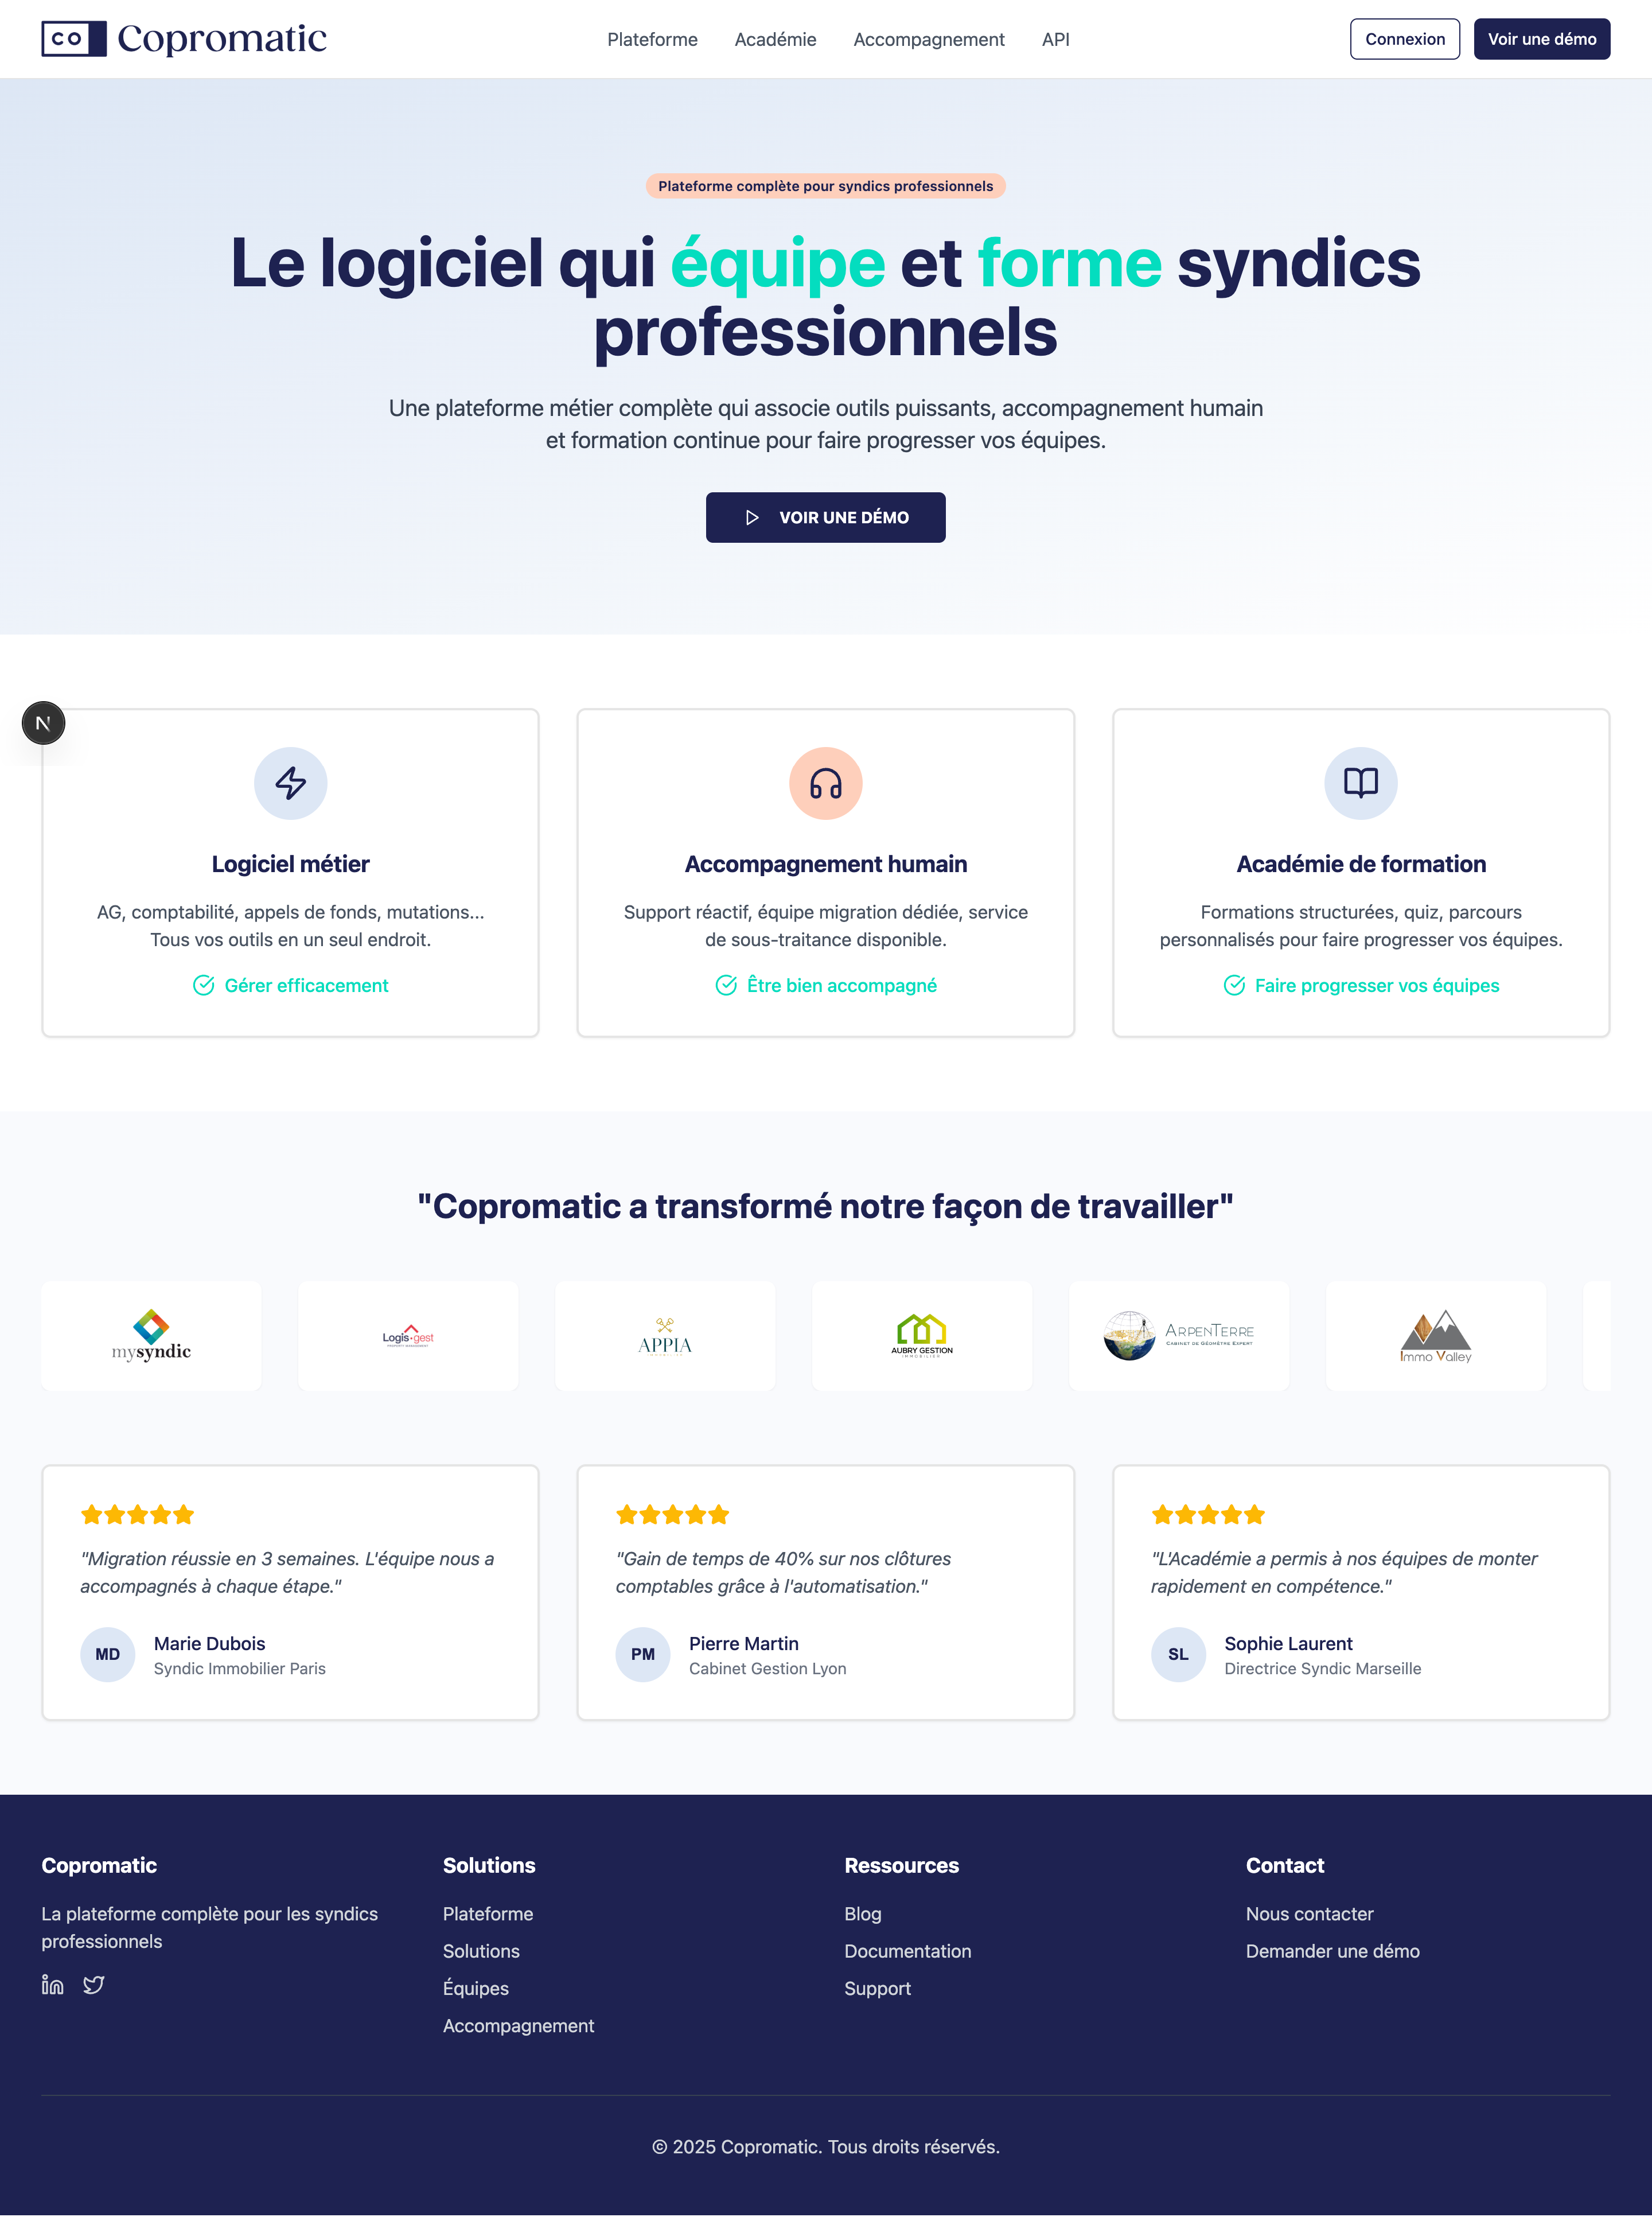 CO Copromatic
Plateforme Académie Accompagnement API
Connexion Voir une démo
Plateforme complète pour syndics professionnels
Le logiciel qui équipe et forme syndics
professionnels
Une plateforme métier complète qui associe outils puissants, accompagnement humain
et formation continue pour faire progresser vos équipes.
VOIR UNE DÉMO
N
Logiciel métier
AG, comptabilité, appels de fonds, mutations...
Tous vos outils en un seul endroit.
Gérer efficacement
Accompagnement humain
Support réactif, équipe migration dédiée, service
de sous-traitance disponible.
Être bien accompagné
Académie de formation
Formations structurées, quiz, parcours
personnalisés pour faire progresser vos équipes.
Faire progresser vos équipes
"Copromatic a transformé notre façon de travailler"
mysyndic
Logis-gest
APPIA
AUBRY GESTION
IMMOBILIER
ARPENTERRE
CABINET DE GÉOMÈTRE EXPERT
Immo Valley
"Migration réussie en 3 semaines. L'équipe nous a
accompagnés à chaque étape."
MD
Marie Dubois
Syndic Immobilier Paris
"Gain de temps de 40% sur nos clôtures
comptables grâce à l'automatisation."
PM
Pierre Martin
Cabinet Gestion Lyon
"L'Académie a permis à nos équipes de monter
rapidement en compétence."
SL
Sophie Laurent
Directrice Syndic Marseille
Copromatic
La plateforme complète pour les syndics
professionnels
Solutions
Plateforme
Solutions
Équipes
Accompagnement
Ressources
Blog
Documentation
Support
Contact
Nous contacter
Demander une démo
© 2025 Copromatic. Tous droits réservés.